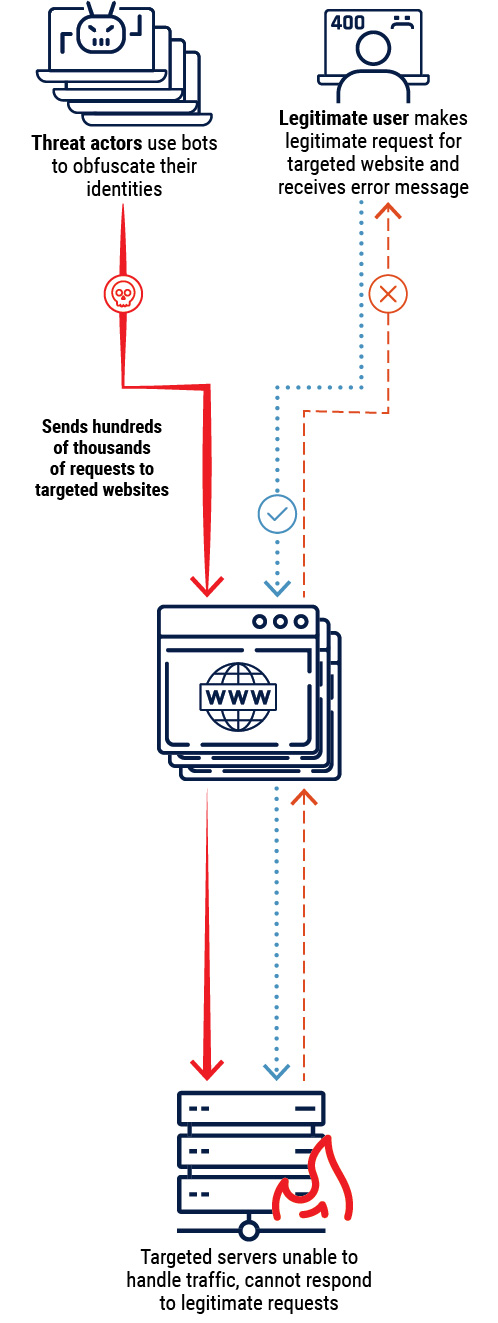 Threat actors use bots
to obfuscate their
identities
400
Legitimate user makes
legitimate request for
targeted website and
receives error message
Sends hundreds
of thousands
of requests to
targeted websites
WWW
Targeted servers unable to
handle traffic, cannot respond
to legitimate requests